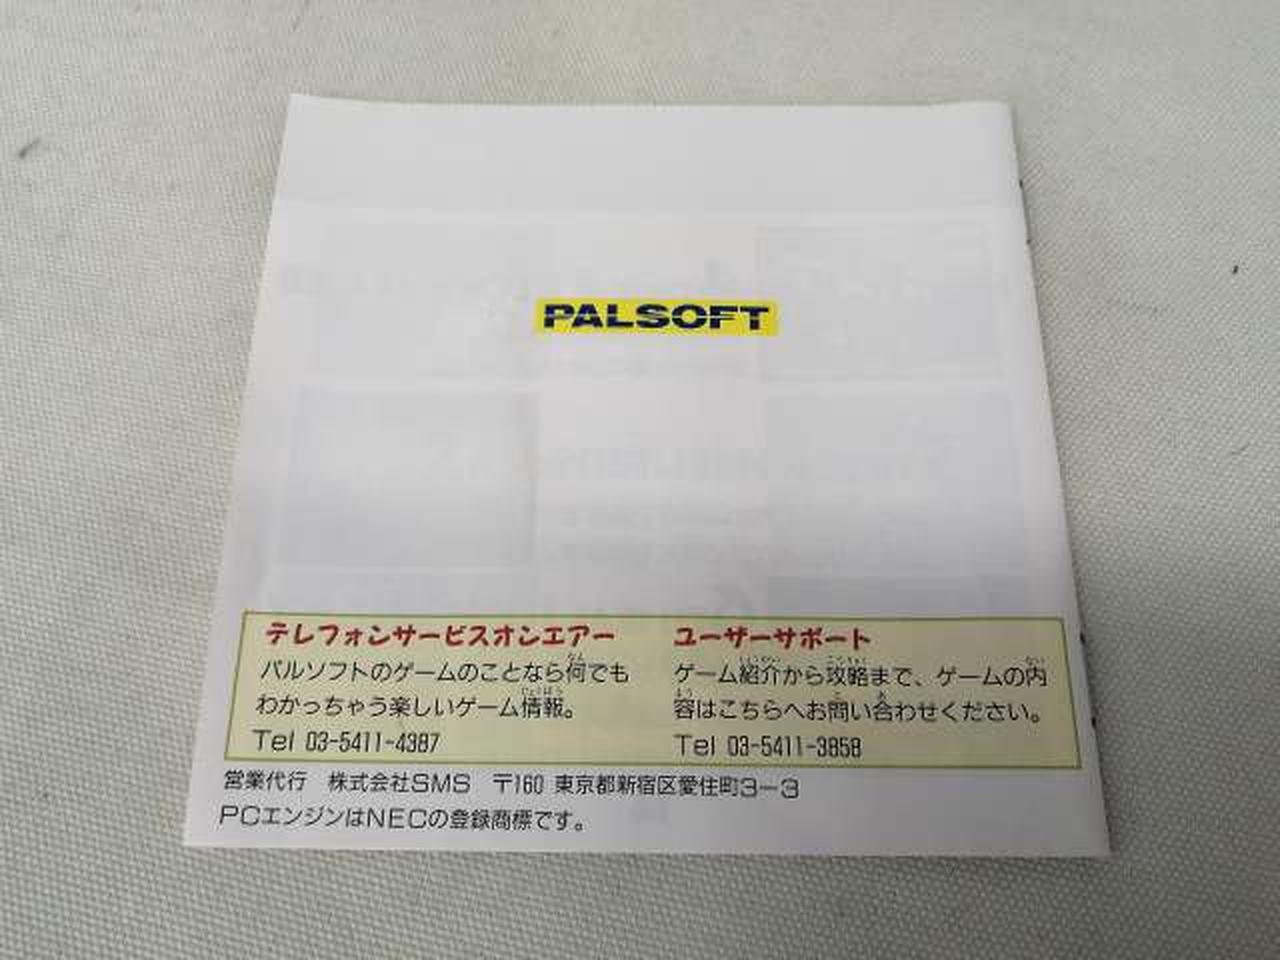 PALSOFT
テレフォンサービスオンエアー
パルソフトのゲームのことなら何でも
わかっちゃう楽しいゲーム情報。
Tel 03-5411-4387
ユーザーサポート
ゲーム紹介から攻略まで、ゲームの内
容はこちらへお問い合わせください。
Tel 03-5411-3858
営業代行 株式会社SMS 〒160 東京都新宿区愛住町3-3
PCエンジンはNECの登録商標です。